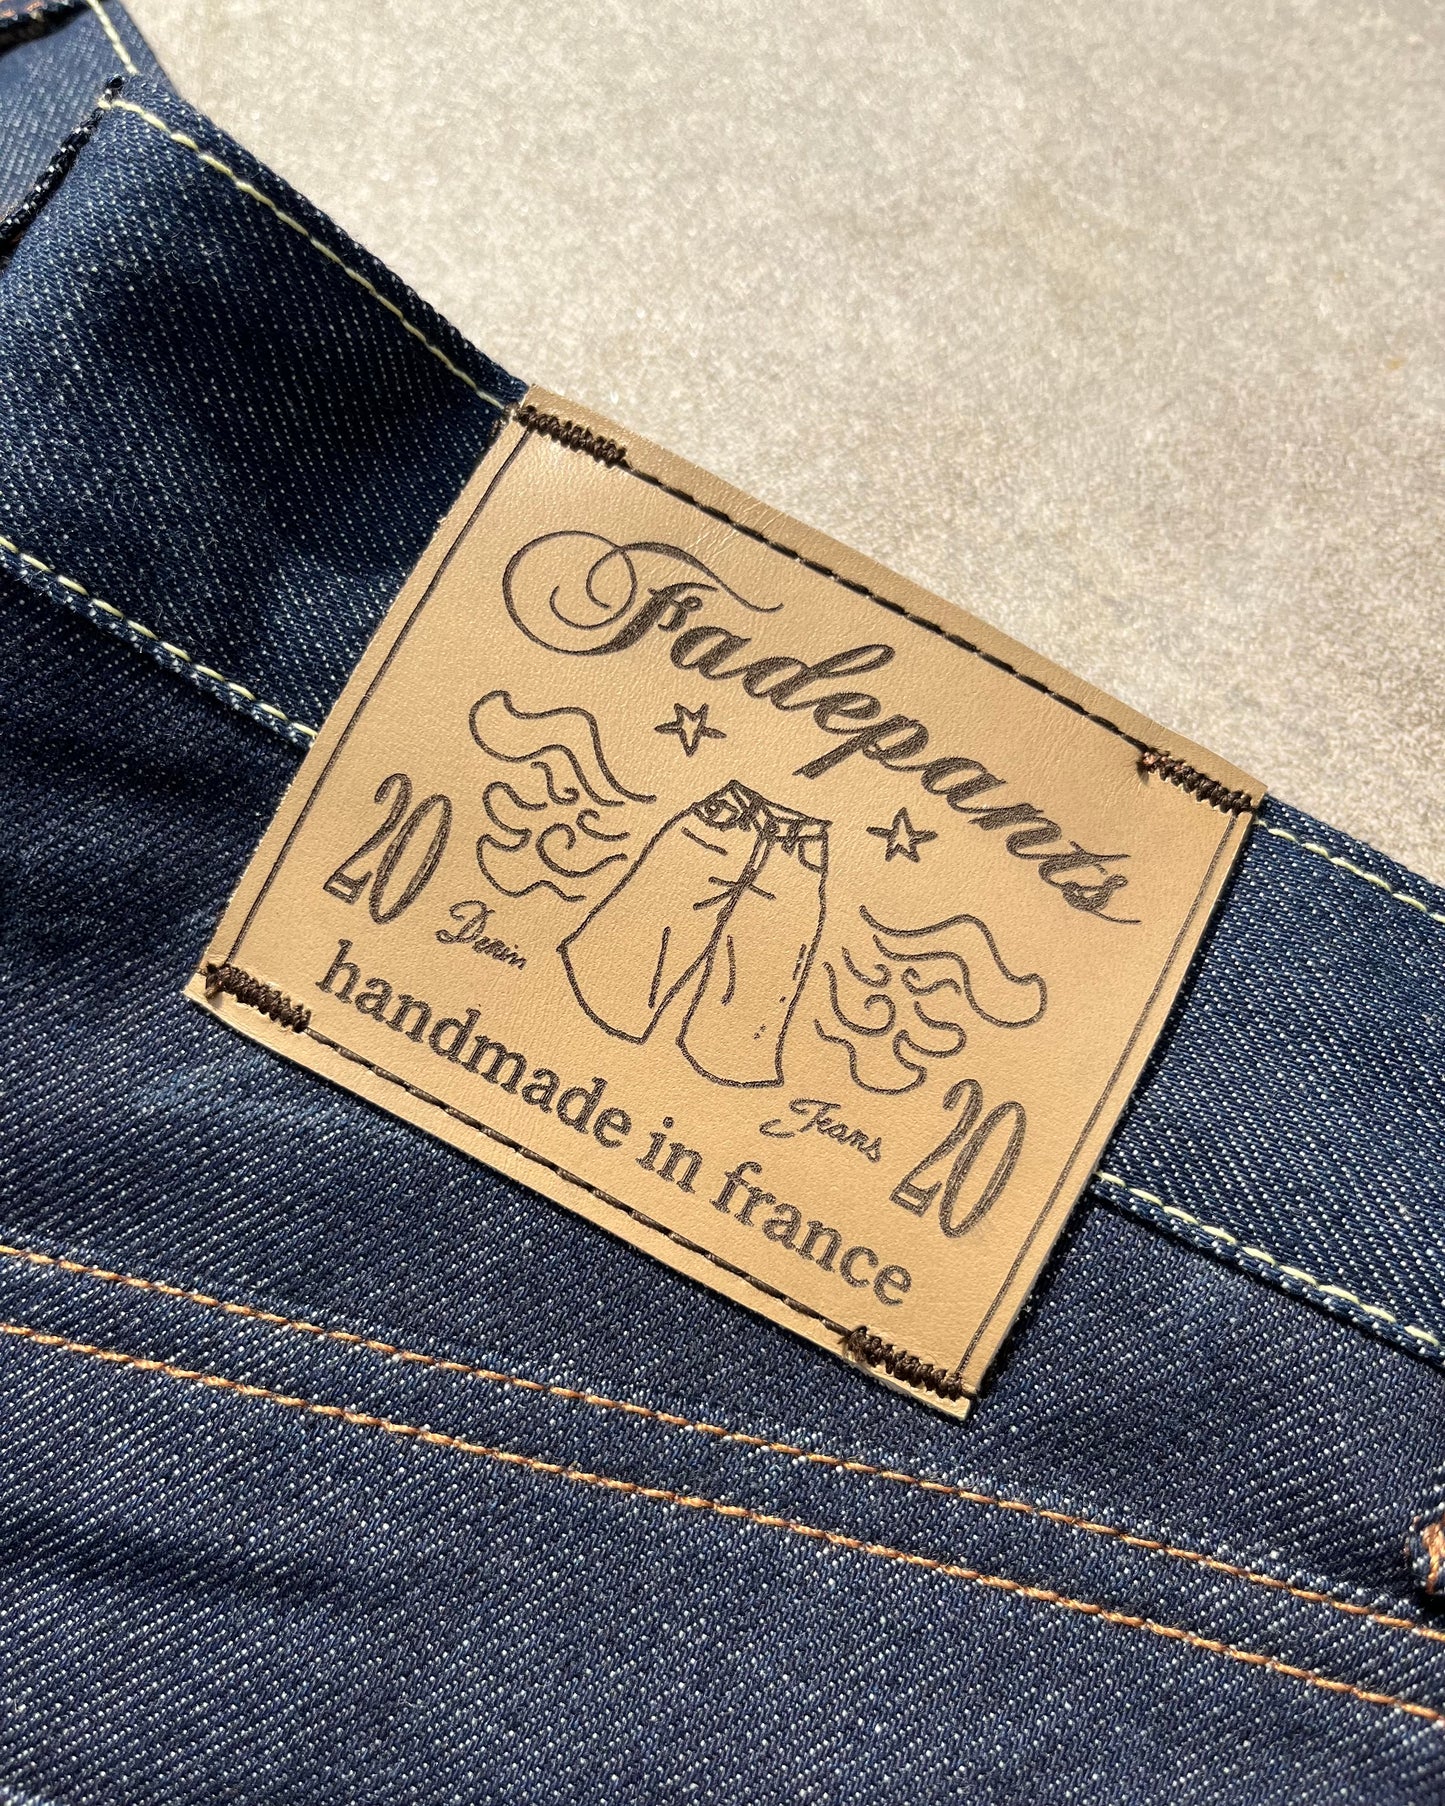 Fadepants
20 Denim
Jeans 20
handmade in france